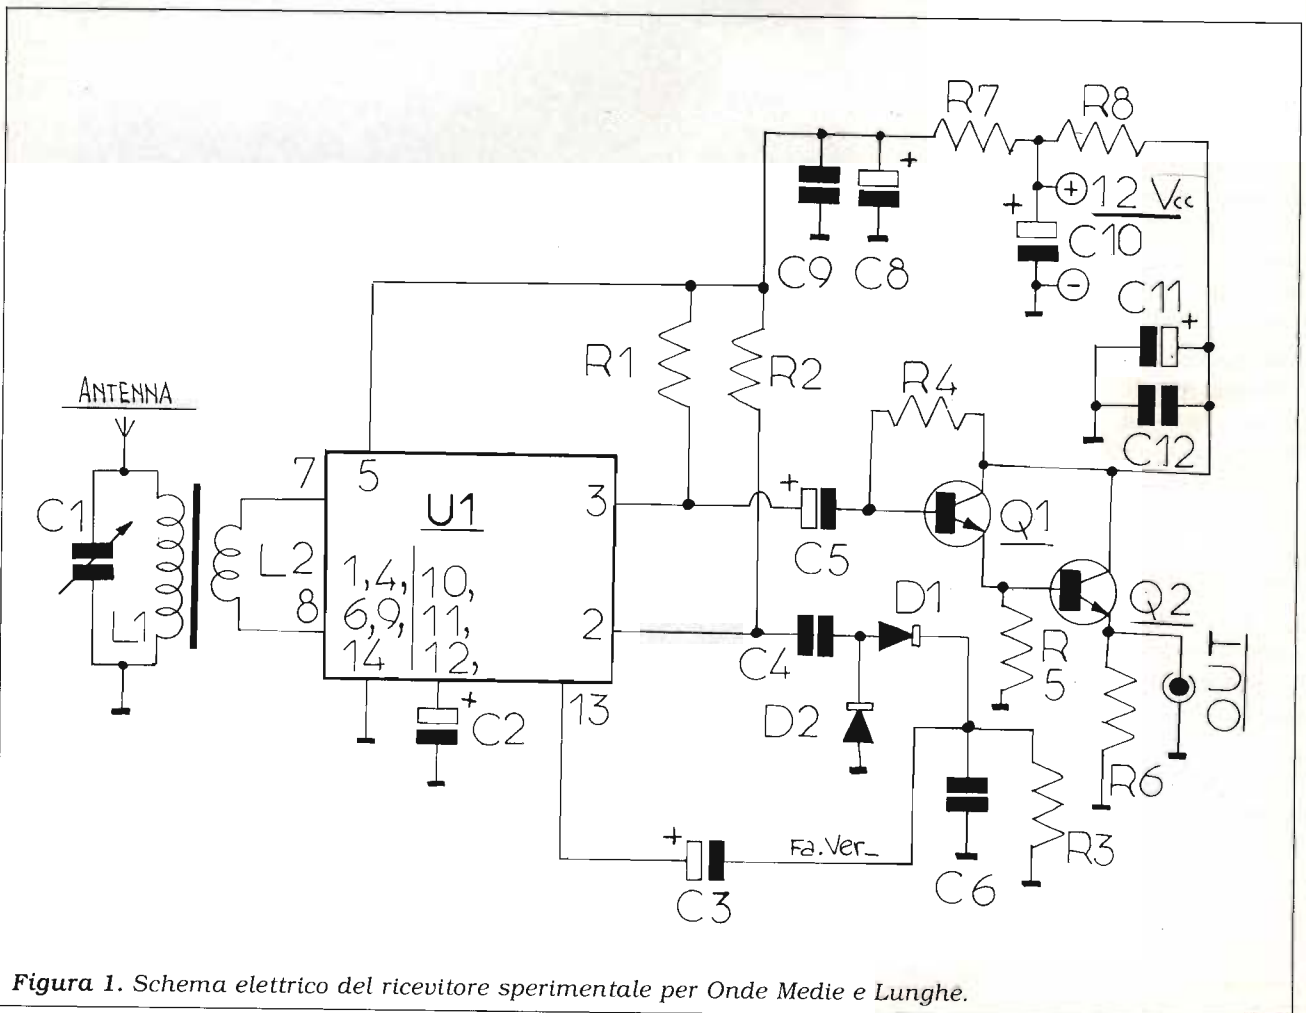 R7 R8
+ + 12 Vcc
C9 C8 + C10
−
C11 +
C12
R1 R2 R4
ANTENNA
7 5 3
U1
C1 L2 L1
1,4, 10,
6,9, 11,
14 12,
8 2 13
+ C5 Q1
D1 Q2
C4 D2
+ C2
R
5
OUT
R6
+ C3
Fa.Ver_
C6 R3
Figura 1. Schema elettrico del ricevitore sperimentale per Onde Medie e Lunghe.